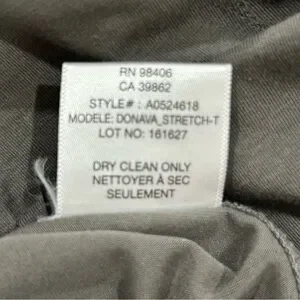 RN 98406
CA 39862
STYLE# : A0524618
MODELE: DONAVA_STRETCH-T
LOT NO: 161627
DRY CLEAN ONLY
NETTOYER À SEC
SEULEMENT